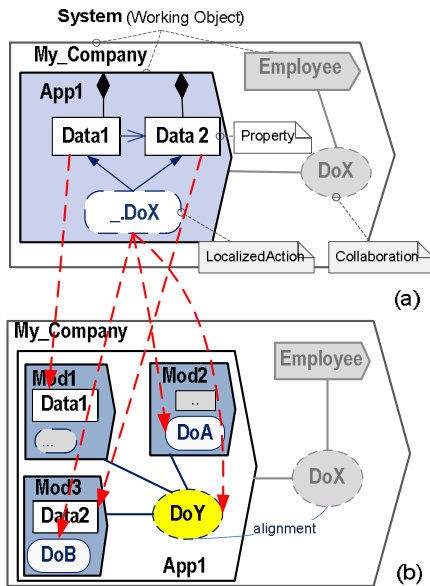 System (Working Object)
My_Company
Employee
App1
Data1
Data 2
Property
DoX
_.DoX
LocalizedAction
Collaboration
(a)
My_Company
Employee
Mod1
Mod2
Data1
..
...
DoA
DoX
Mod3
Data2
DoY
alignment
DoB
App1
(b)